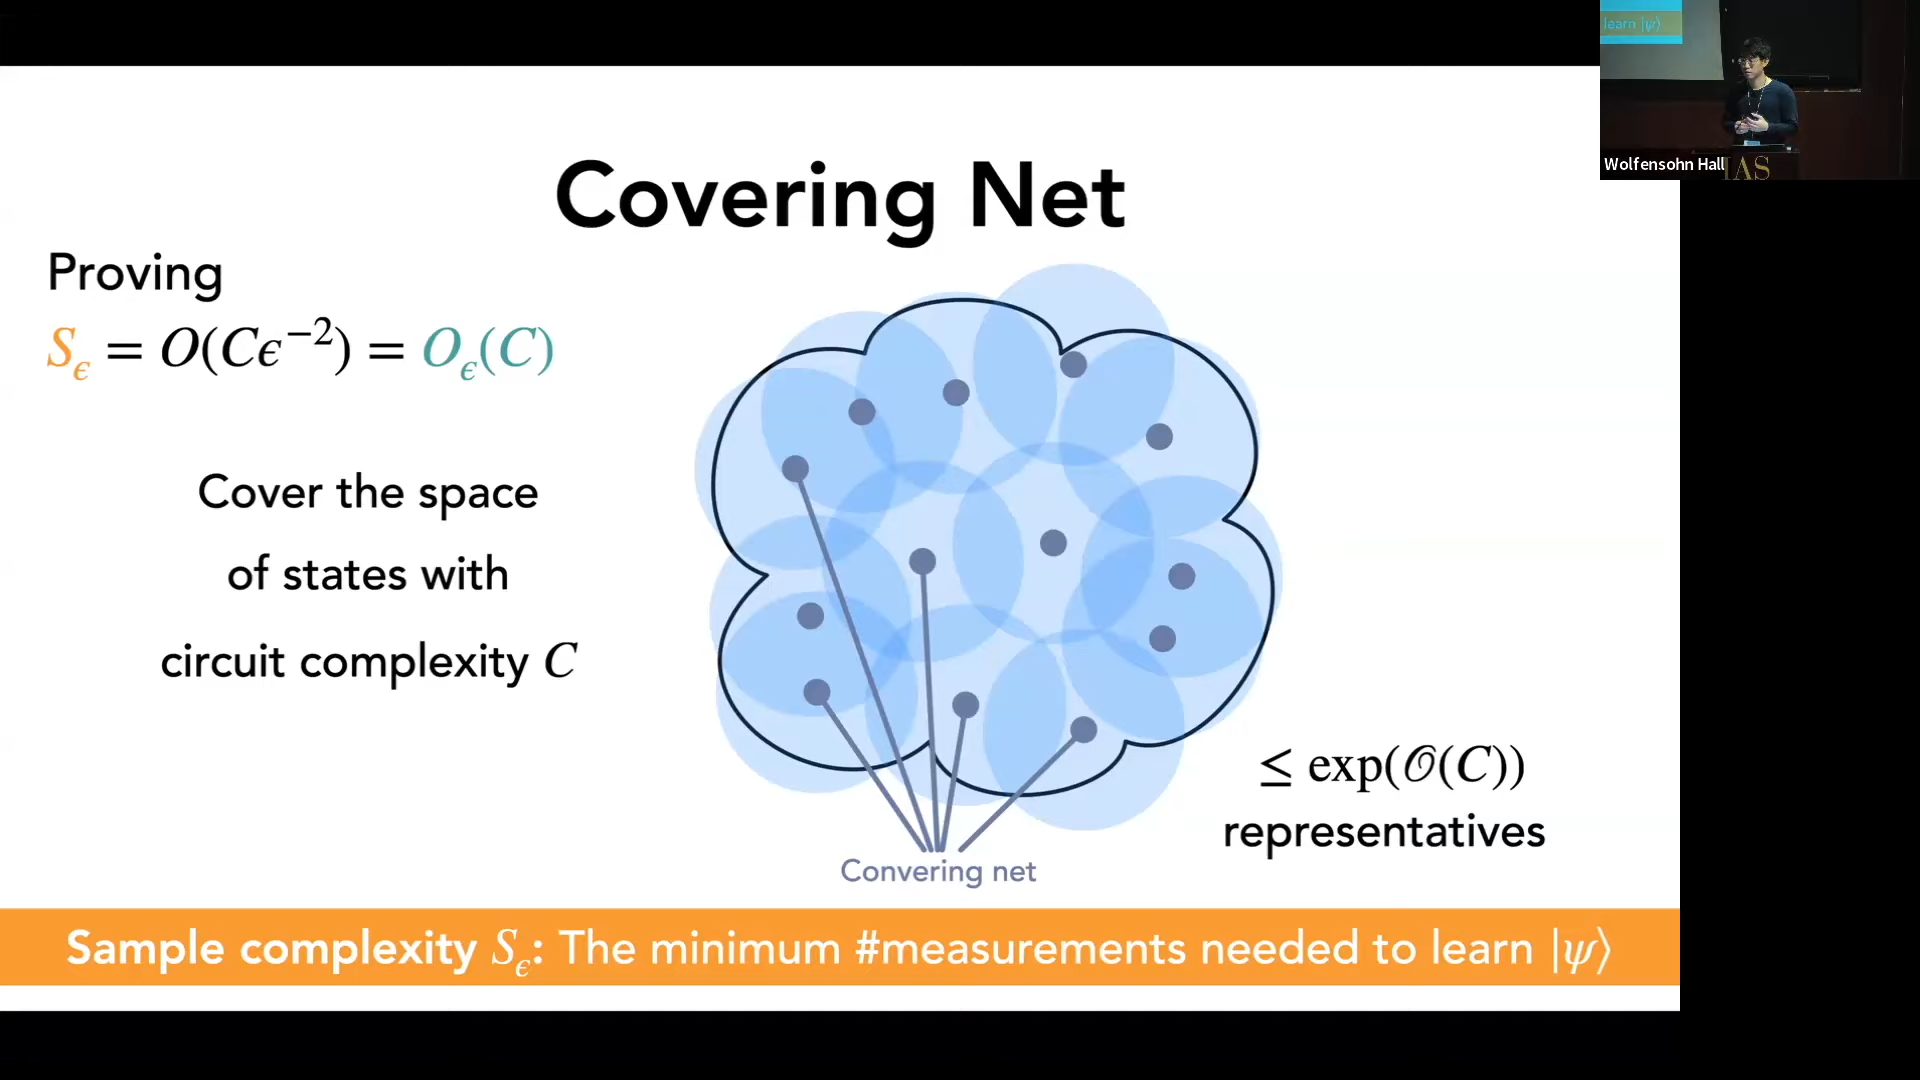 learn |ψ⟩
Wolfensohn Hall
IAS
Covering Net
Proving
S_ϵ = O(Cϵ⁻²) = O_ϵ(C)
Cover the space
of states with
circuit complexity C
≤ exp(𝒪(C))
representatives
Convering net
Sample complexity S_ϵ: The minimum #measurements needed to learn |ψ⟩